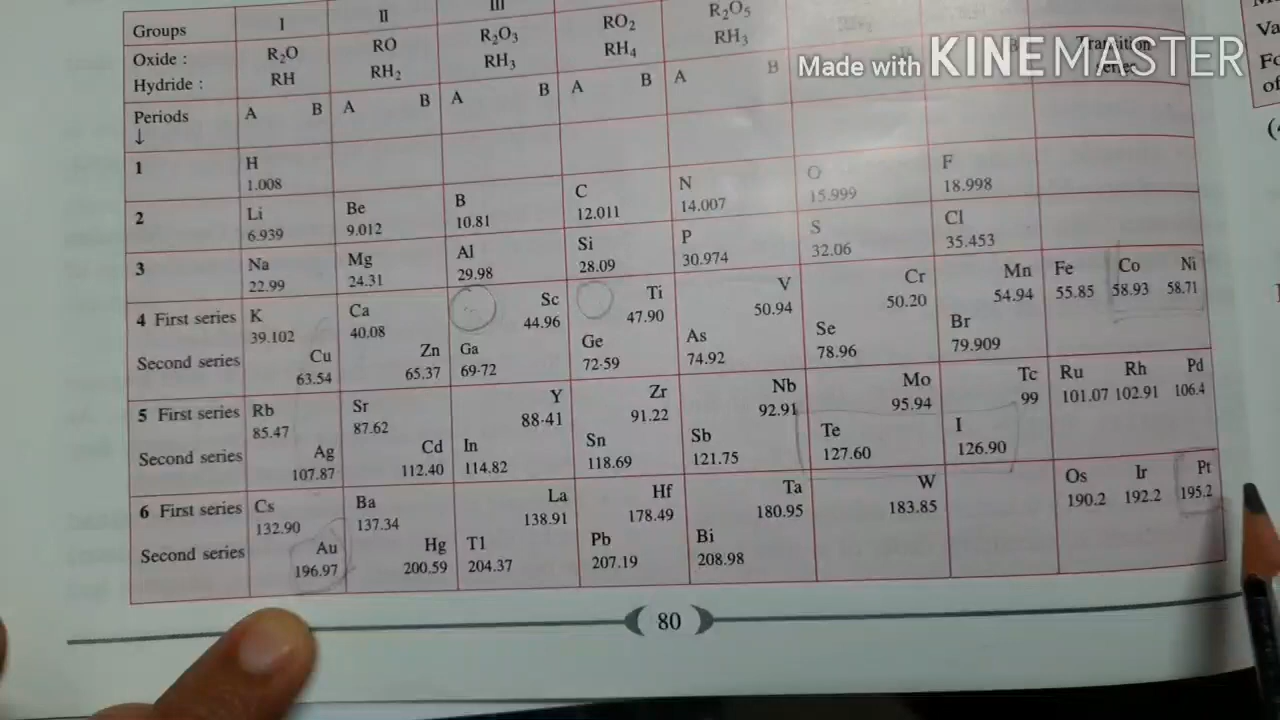 Groups I II III
Oxide : R₂O RO R₂O₃ RO₂ R₂O₅
Hydride : RH RH₂ RH₃ RH₄ RH₃ Transition
Made with KINEMASTER
Periods A B A B A B A B A B
↓
1 H
1.008
2 Li Be B C N O F
6.939 9.012 10.81 12.011 14.007 15.999 18.998
3 Na Mg Al Si P S Cl
22.99 24.31 29.98 28.09 30.974 32.06 35.453
4 First series K Ca Sc Ti V Cr Mn Fe Co Ni
39.102 40.08 44.96 47.90 50.94 50.20 54.94 55.85 58.93 58.71
Second series Cu Zn Ga Ge As Se Br
63.54 65.37 69·72 72·59 74.92 78.96 79.909
5 First series Rb Sr Y Zr Nb Mo Tc Ru Rh Pd
85.47 87.62 88·41 91.22 92.91 95.94 99 101.07 102.91 106.4
Second series Ag Cd In Sn Sb Te I
107.87 112.40 114.82 118.69 121.75 127.60 126.90
6 First series Cs Ba La Hf Ta W Os Ir Pt
132.90 137.34 138.91 178.49 180.95 183.85 190.2 192.2 195.2
Second series Au Hg Tl Pb Bi
196.97 200.59 204.37 207.19 208.98
80
Va
Fo
of